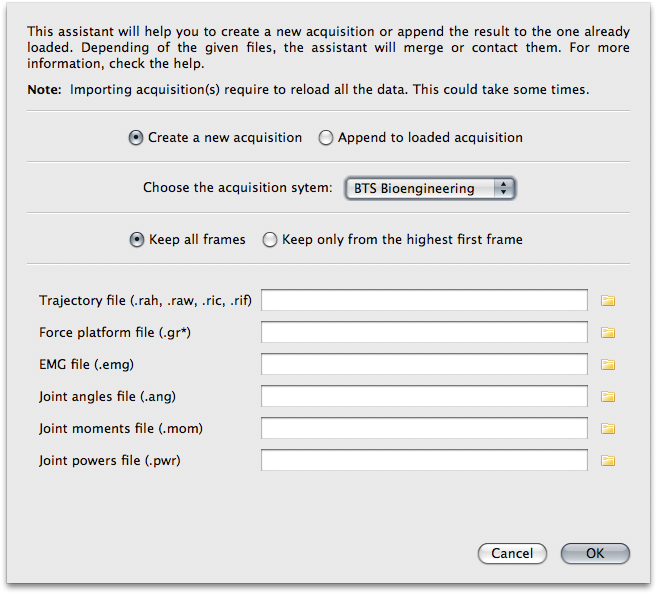 This assistant will help you to create a new acquisition or append the result to the one already
loaded. Depending of the given files, the assistant will merge or contact them. For more
information, check the help.
Note: Importing acquisition(s) require to reload all the data. This could take some times.
Create a new acquisition Append to loaded acquisition
Choose the acquisition sytem: BTS Bioengineering
Keep all frames Keep only from the highest first frame
Trajectory file (.rah, .raw, .ric, .rif)
Force platform file (.gr*)
EMG file (.emg)
Joint angles file (.ang)
Joint moments file (.mom)
Joint powers file (.pwr)
Cancel OK